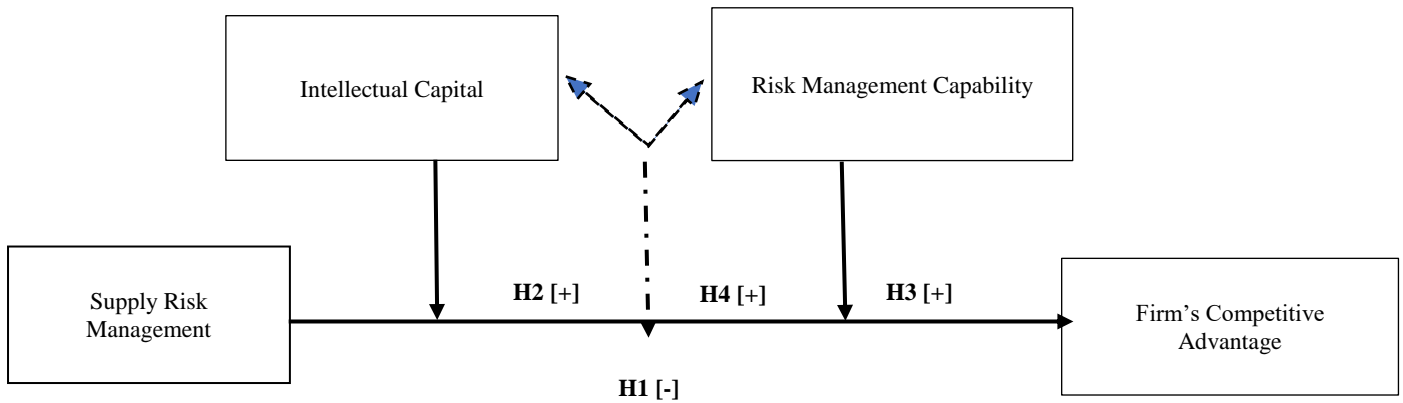 Intellectual Capital
Risk Management Capability
Supply Risk
Management
H2 [+]
H4 [+]
H3 [+]
Firm’s Competitive
Advantage
H1 [-]